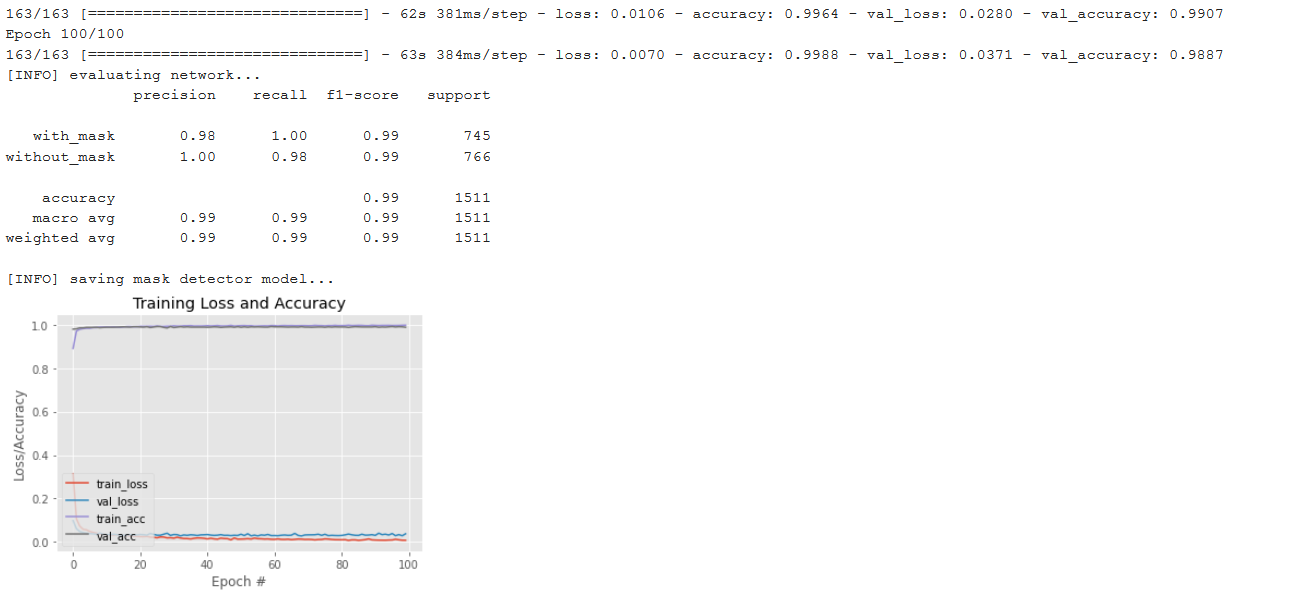 163/163 [==============================] - 62s 381ms/step - loss: 0.0106 - accuracy: 0.9964 - val_loss: 0.0280 - val_accuracy: 0.9907
Epoch 100/100
163/163 [==============================] - 63s 384ms/step - loss: 0.0070 - accuracy: 0.9988 - val_loss: 0.0371 - val_accuracy: 0.9887
[INFO] evaluating network...
precision recall f1-score support
with_mask 0.98 1.00 0.99 745
without_mask 1.00 0.98 0.99 766
accuracy 0.99 1511
macro avg 0.99 0.99 0.99 1511
weighted avg 0.99 0.99 0.99 1511
[INFO] saving mask detector model...
Training Loss and Accuracy
Loss/Accuracy
1.0
0.8
0.6
0.4
0.2
0.0
train_loss
val_loss
train_acc
val_acc
0 20 40 60 80 100
Epoch #